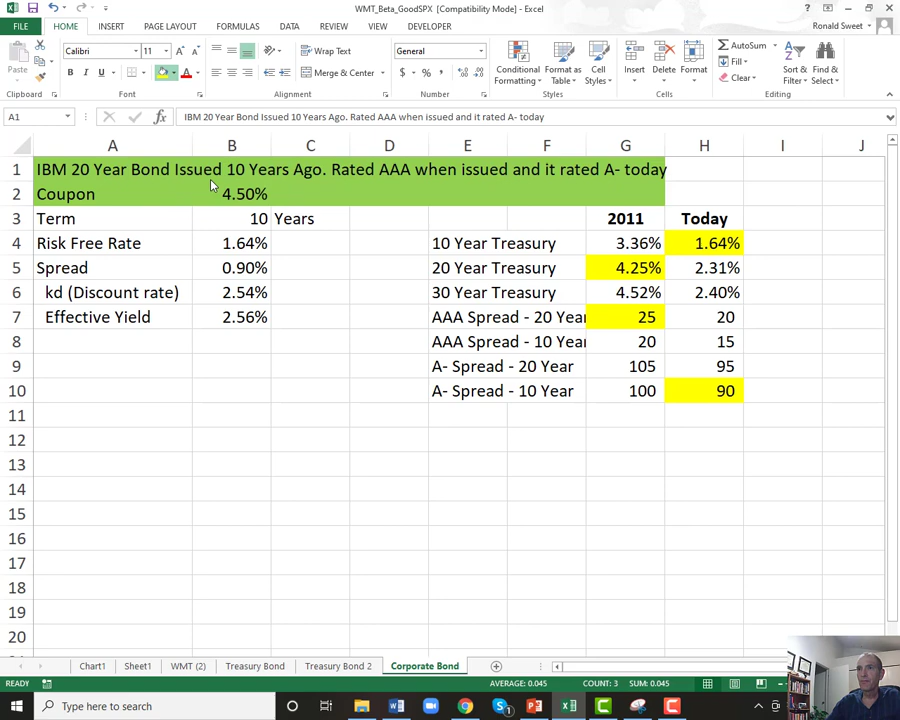 WMT_Beta_GoodSPX [Compatibility Mode] - Excel
FILE HOME INSERT PAGE LAYOUT FORMULAS DATA REVIEW VIEW DEVELOPER Ronald Sweet
Calibri 11 Wrap Text General AutoSum
Paste B I U A Merge & Center $ % , Conditional Formatting Format as Table Cell Styles Insert Delete Format Fill Clear Sort & Filter Find & Select
Clipboard Font Alignment Number Styles Cells Editing
A1 fx IBM 20 Year Bond Issued 10 Years Ago. Rated AAA when issued and it rated A- today
A B C D E F G H I J
1 IBM 20 Year Bond Issued 10 Years Ago. Rated AAA when issued and it rated A- today
2 Coupon 4.50%
3 Term 10 Years 2011 Today
4 Risk Free Rate 1.64% 10 Year Treasury 3.36% 1.64%
5 Spread 0.90% 20 Year Treasury 4.25% 2.31%
6 kd (Discount rate) 2.54% 30 Year Treasury 4.52% 2.40%
7 Effective Yield 2.56% AAA Spread - 20 Year 25 20
8 AAA Spread - 10 Year 20 15
9 A- Spread - 20 Year 105 95
10 A- Spread - 10 Year 100 90
11
12
13
14
15
16
17
18
19
20
Chart1 Sheet1 WMT (2) Treasury Bond Treasury Bond 2 Corporate Bond
READY AVERAGE: 0.045 COUNT: 3 SUM: 0.045
Type here to search